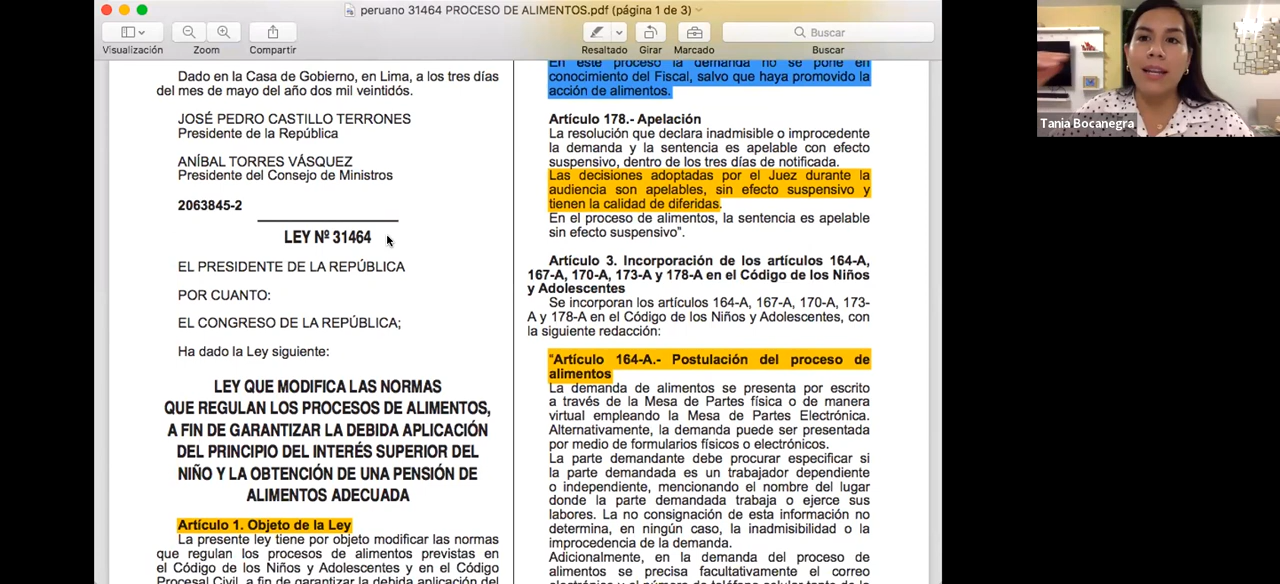 peruano 31464 PROCESO DE ALIMENTOS.pdf (página 1 de 3)
Visualización
Zoom
Compartir
Resaltado
Girar
Marcado
Buscar
Buscar
Tania Bocanegra
Dado en la Casa de Gobierno, en Lima, a los tres días
del mes de mayo del año dos mil veintidós.
JOSÉ PEDRO CASTILLO TERRONES
Presidente de la República
ANÍBAL TORRES VÁSQUEZ
Presidente del Consejo de Ministros
2063845-2
LEY Nº 31464
EL PRESIDENTE DE LA REPÚBLICA
POR CUANTO:
EL CONGRESO DE LA REPÚBLICA;
Ha dado la Ley siguiente:
LEY QUE MODIFICA LAS NORMAS
QUE REGULAN LOS PROCESOS DE ALIMENTOS,
A FIN DE GARANTIZAR LA DEBIDA APLICACIÓN
DEL PRINCIPIO DEL INTERÉS SUPERIOR DEL
NIÑO Y LA OBTENCIÓN DE UNA PENSIÓN DE
ALIMENTOS ADECUADA
Artículo 1. Objeto de la Ley
La presente ley tiene por objeto modificar las normas
que regulan los procesos de alimentos previstas en
el Código de los Niños y Adolescentes y en el Código
Procesal Civil, a fin de garantizar la debida aplicación del
En este proceso la demanda no se pone en
conocimiento del Fiscal, salvo que haya promovido la
acción de alimentos.
Artículo 178.- Apelación
La resolución que declara inadmisible o improcedente
la demanda y la sentencia es apelable con efecto
suspensivo, dentro de los tres días de notificada.
Las decisiones adoptadas por el Juez durante la
audiencia son apelables, sin efecto suspensivo y
tienen la calidad de diferidas.
En el proceso de alimentos, la sentencia es apelable
sin efecto suspensivo”.
Artículo 3. Incorporación de los artículos 164-A,
167-A, 170-A, 173-A y 178-A en el Código de los Niños
y Adolescentes
Se incorporan los artículos 164-A, 167-A, 170-A, 173-
A y 178-A en el Código de los Niños y Adolescentes, con
la siguiente redacción:
“Artículo 164-A.- Postulación del proceso de
alimentos
La demanda de alimentos se presenta por escrito
a través de la Mesa de Partes física o de manera
virtual empleando la Mesa de Partes Electrónica.
Alternativamente, la demanda puede ser presentada
por medio de formularios físicos o electrónicos.
La parte demandante debe procurar especificar si
la parte demandada es un trabajador dependiente
o independiente, mencionando el nombre del lugar
donde la parte demandada trabaja o ejerce sus
labores. La no consignación de esta información no
determina, en ningún caso, la inadmisibilidad o la
improcedencia de la demanda.
Adicionalmente, en la demanda del proceso de
alimentos se precisa facultativamente el correo
electrónico y el número de teléfono celular tanto de la